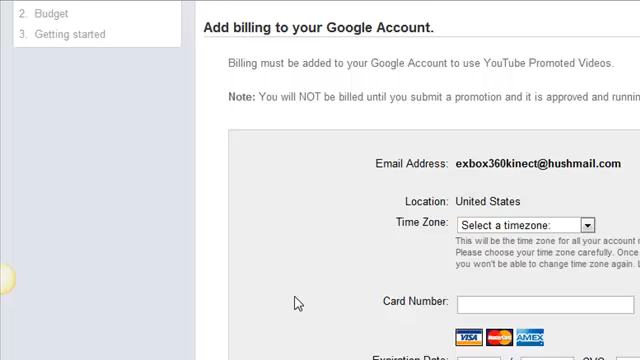 2. Budget
3. Getting started
Add billing to your Google Account.
Billing must be added to your Google Account to use YouTube Promoted Videos.
Note: You will NOT be billed until you submit a promotion and it is approved and runnin
Email Address: exbox360kinect@hushmail.com
Location: United States
Time Zone: Select a timezone:
This will be the time zone for all your account
Please choose your time zone carefully. Once
you won't be able to change time zone again.
Card Number:
VISA MasterCard AMEX
Expiration Date: / CVC